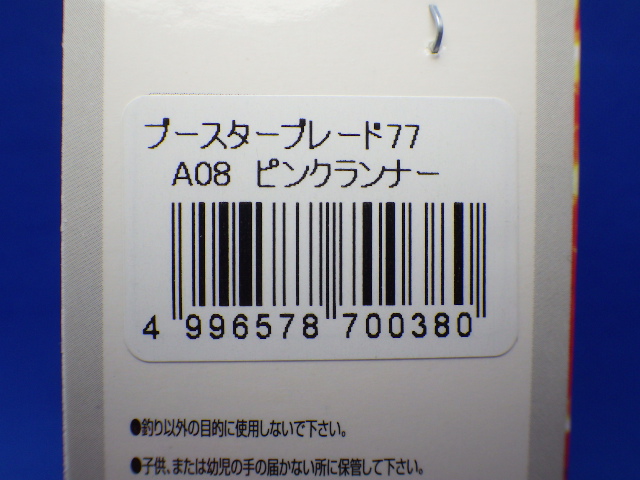 ブースターブレード77
A08 ピンクランナー
4 996578 700380
●釣り以外の目的に使用しないで下さい。
●子供、または幼児の手の届かない所に保管して下さい。